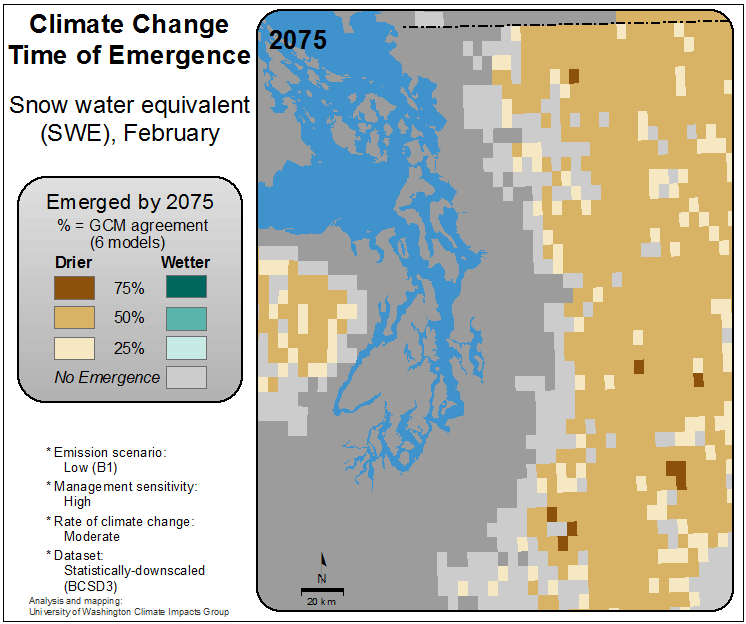 Climate Change
Time of Emergence
Snow water equivalent
(SWE), February
Emerged by 2075
% = GCM agreement
(6 models)
Drier Wetter
75%
50%
25%
No Emergence
* Emission scenario:
Low (B1)
* Management sensitivity:
High
* Rate of climate change:
Moderate
* Dataset:
Statistically-downscaled
(BCSD3)
Analysis and mapping:
University of Washington Climate Impacts Group
2075
N
20 km